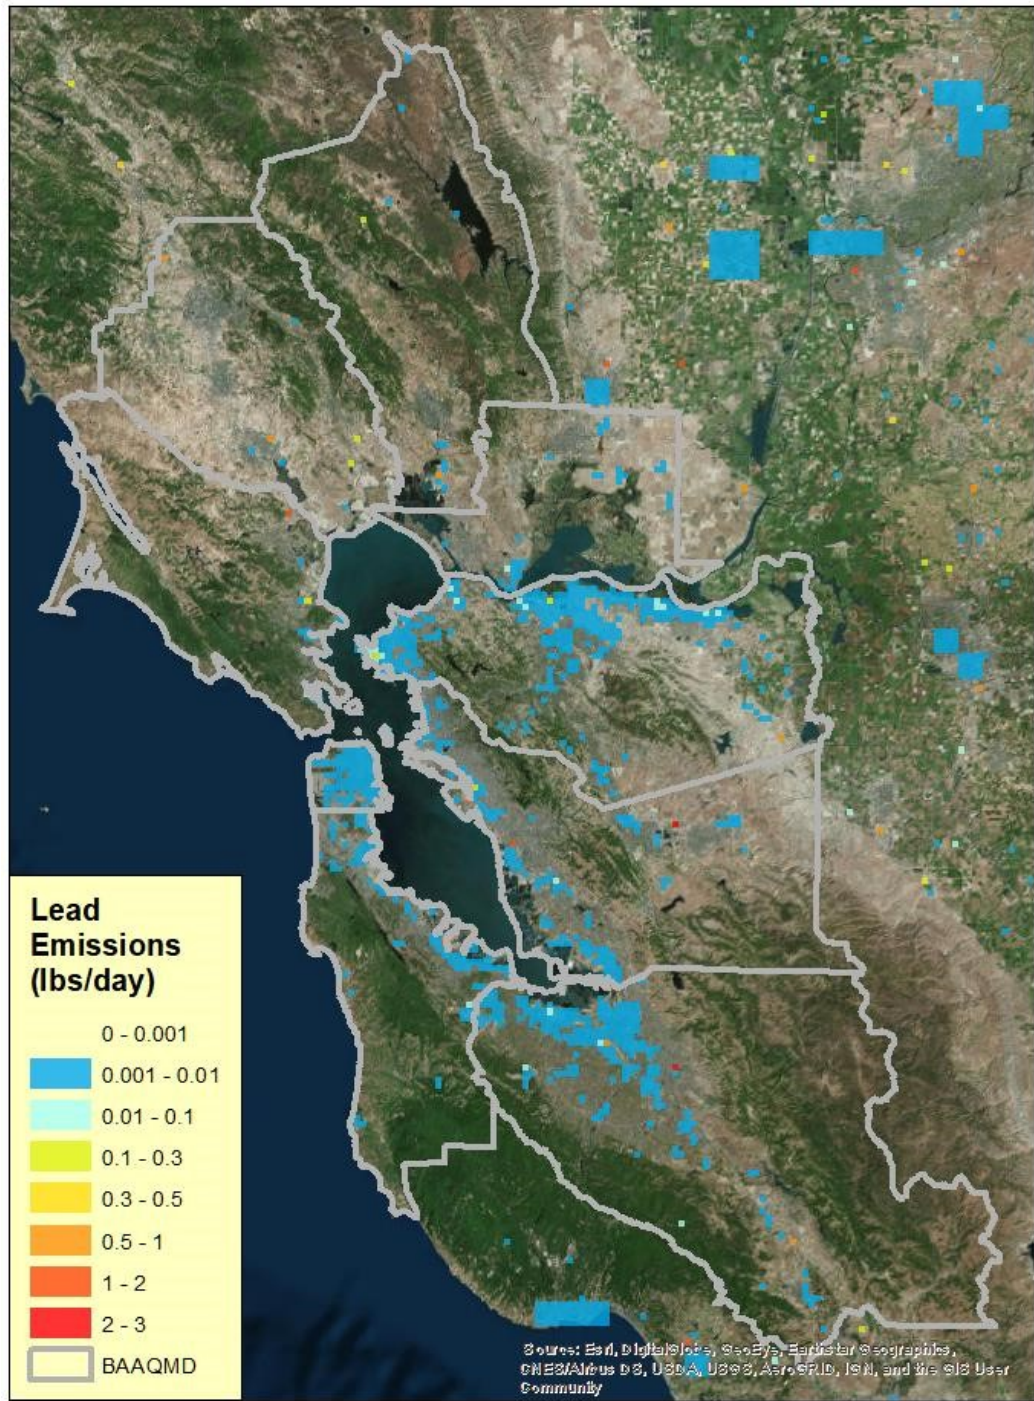 Lead
Emissions
(lbs/day)
0 - 0.001
0.001 - 0.01
0.01 - 0.1
0.1 - 0.3
0.3 - 0.5
0.5 - 1
1 - 2
2 - 3
BAAQMD
Source: Esri, DigitalGlobe, GeoEye, Earthstar Geographics,
CNES/Airbus DS, USDA, USGS, AeroGRID, IGN, and the GIS User
Community